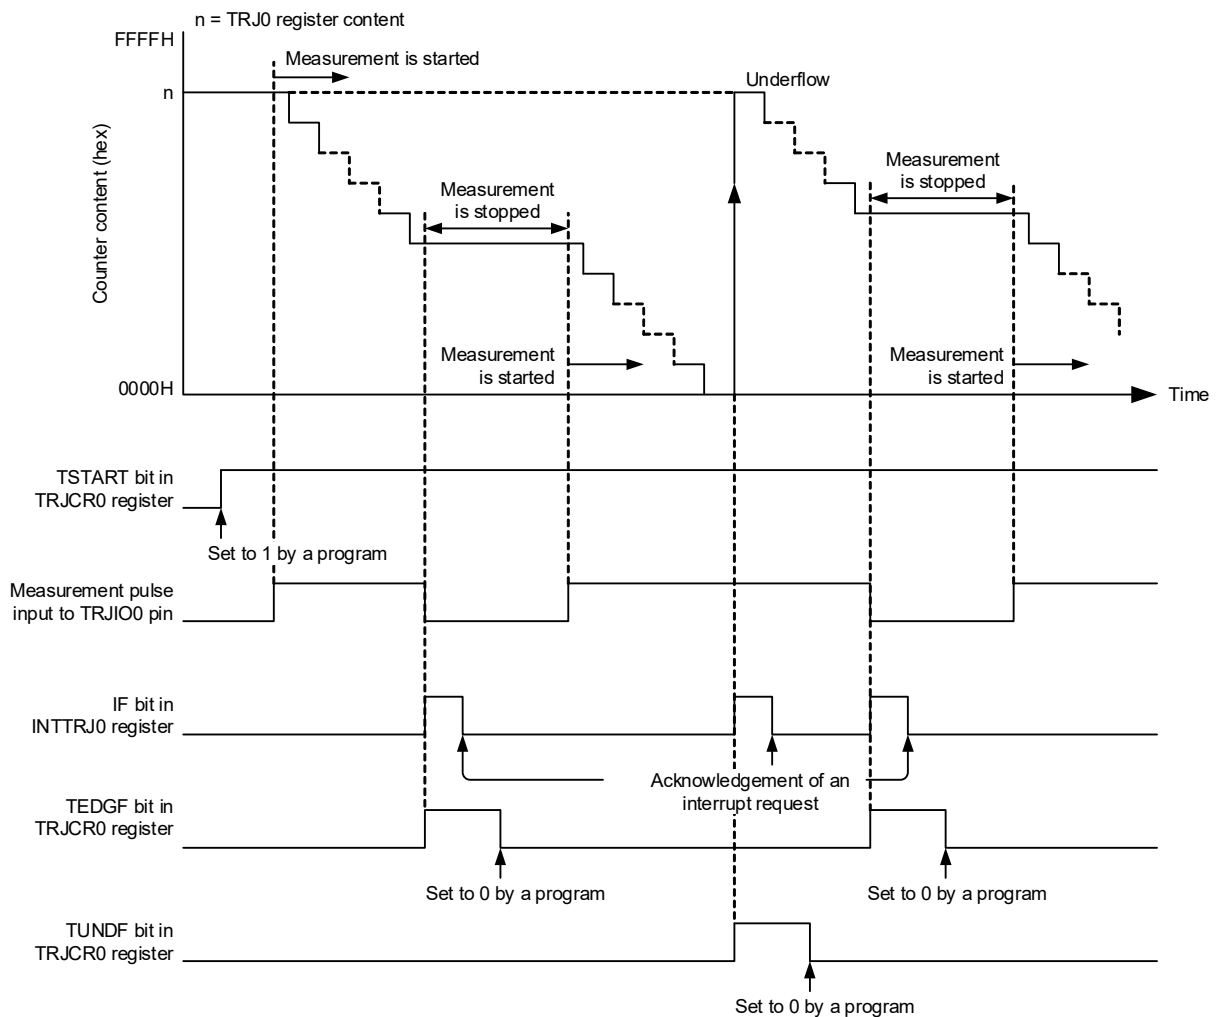 n = TRJ0 register content
FFFFH
Measurement is started
n
Underflow
Counter content (hex)
Measurement
is stopped
Measurement
is stopped
Measurement
is started
Measurement
is started
0000H
Time
TSTART bit in
TRJCR0 register
Set to 1 by a program
Measurement pulse
input to TRJIO0 pin
IF bit in
INTTRJ0 register
Acknowledgement of an
interrupt request
TEDGF bit in
TRJCR0 register
Set to 0 by a program
Set to 0 by a program
TUNDF bit in
TRJCR0 register
Set to 0 by a program